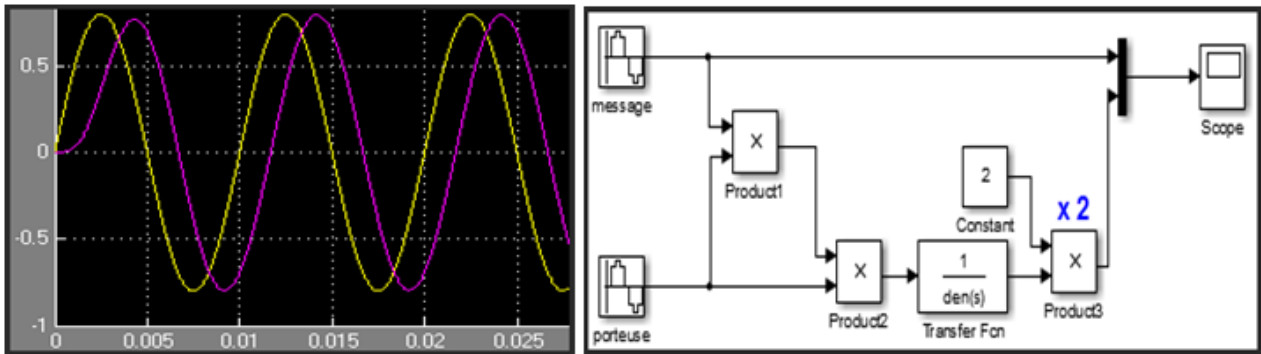 0.5
0
-0.5
-1
0 0.005 0.01 0.015 0.02 0.025
message
Scope
X
Product1
2
Constant
x 2
X
Product2
1
den(s)
Transfer Fcn
X
Product3
porteuse